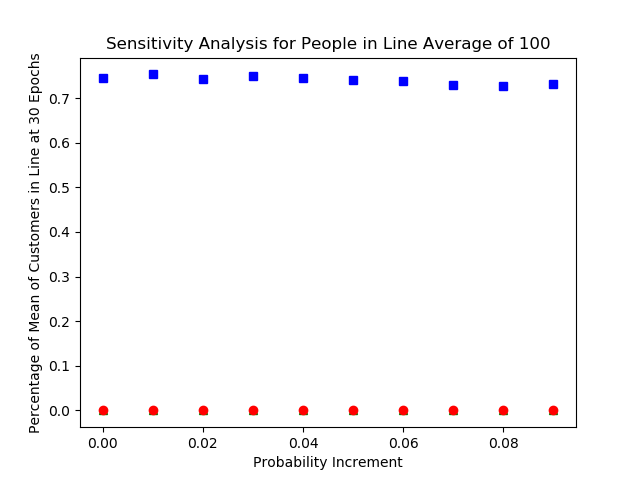 Sensitivity Analysis for People in Line Average of 100
Percentage of Mean of Customers in Line at 30 Epochs
0.7
0.6
0.5
0.4
0.3
0.2
0.1
0.0
0.00 0.02 0.04 0.06 0.08
Probability Increment